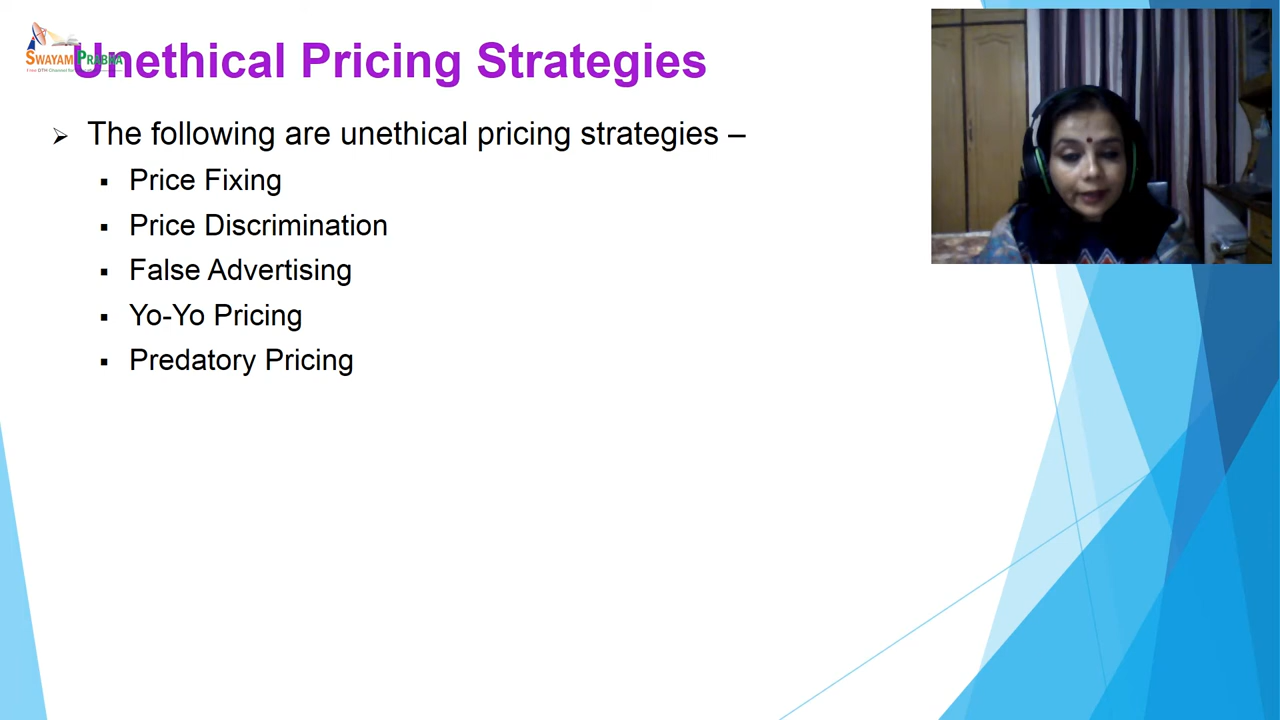 Unethical Pricing Strategies
SWAYAM PRABHA
The following are unethical pricing strategies –
Price Fixing
Price Discrimination
False Advertising
Yo-Yo Pricing
Predatory Pricing